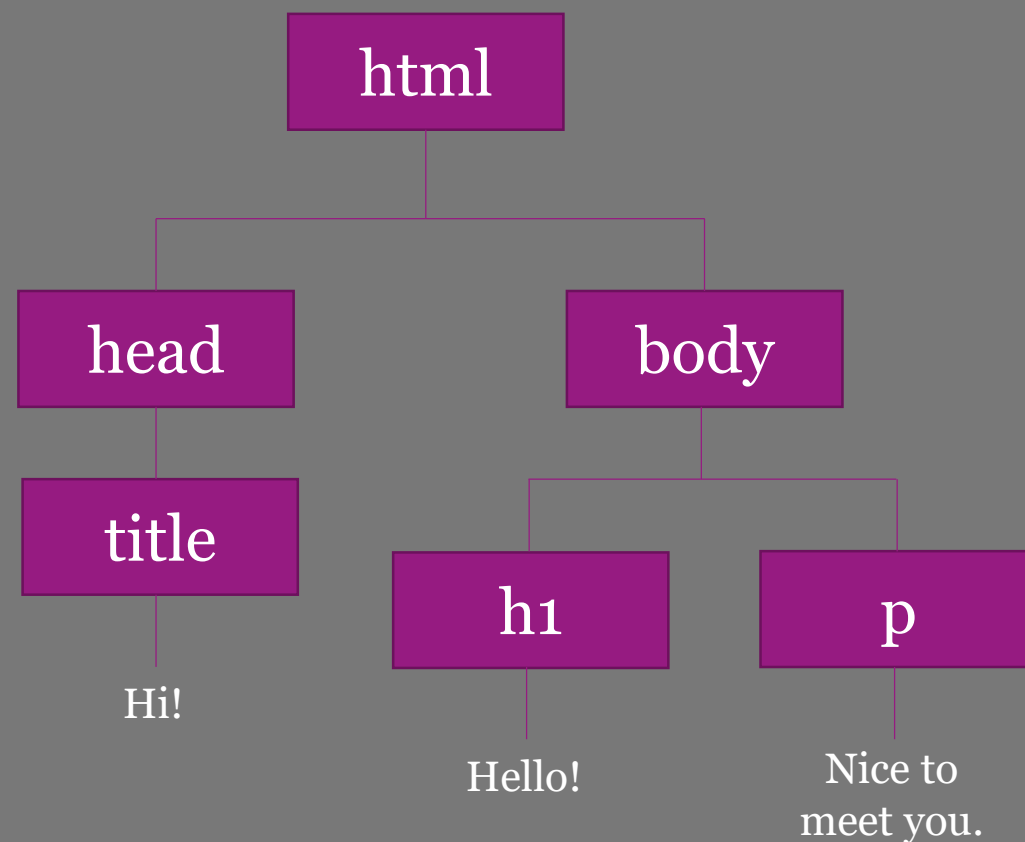 html
head
body
title
h1
p
Hi!
Hello!
Nice to
meet you.